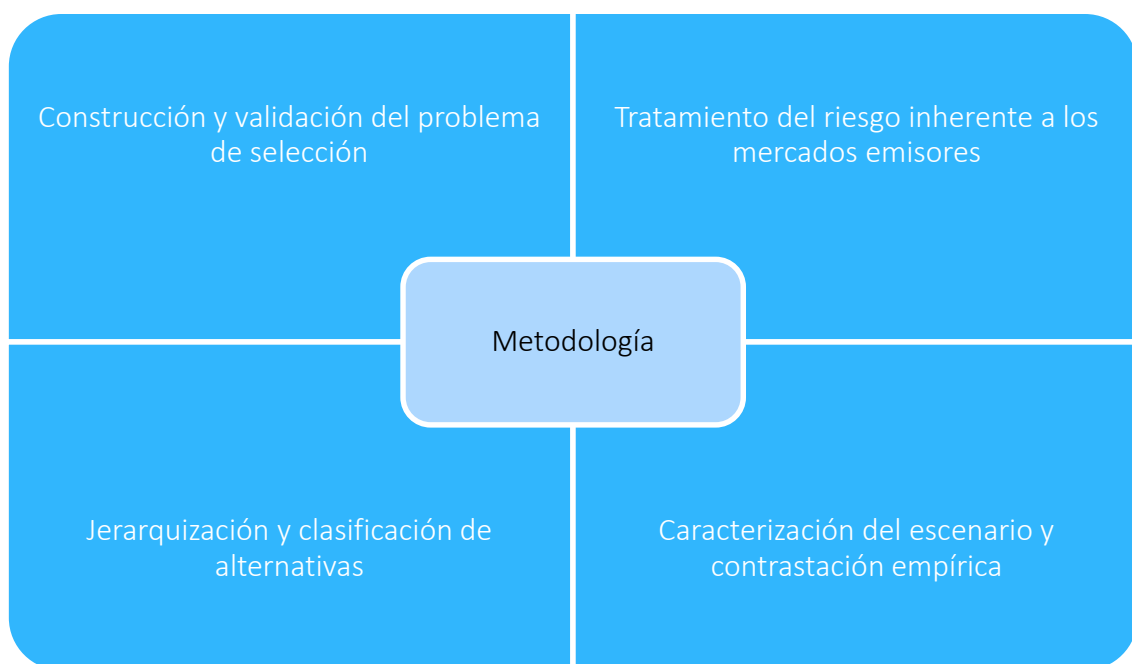 Construcción y validación del problema
de selección
Tratamiento del riesgo inherente a los
mercados emisores
Metodología
Jerarquización y clasificación de
alternativas
Caracterización del escenario y
contrastación empírica